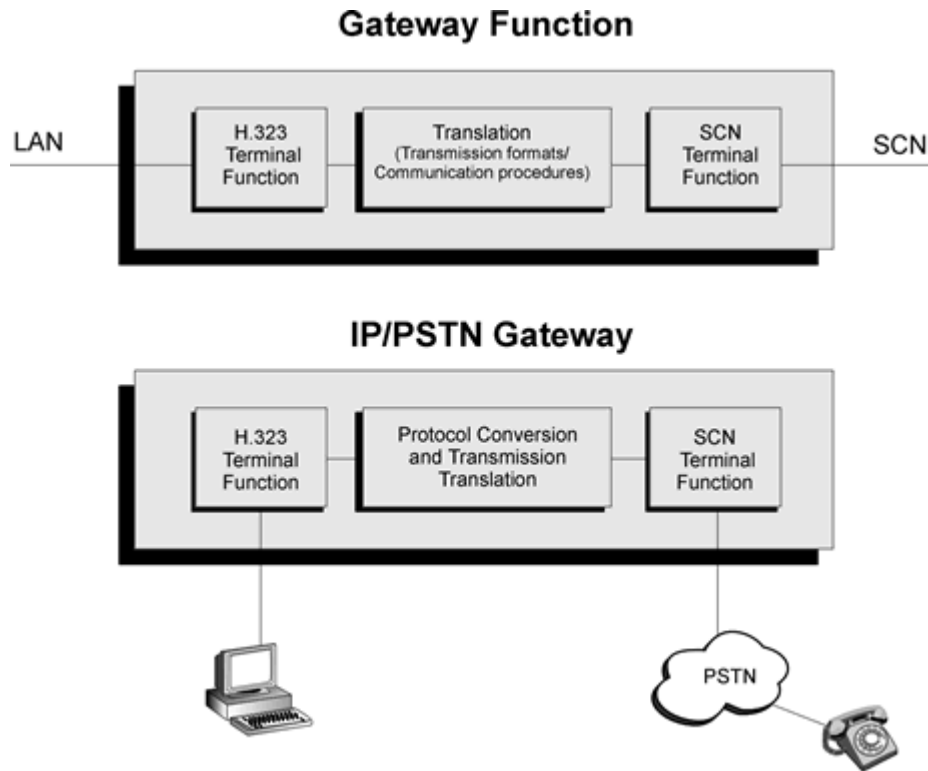 Gateway Function
LAN
H.323
Terminal
Function
Translation
(Transmission formats/
Communication procedures)
SCN
Terminal
Function
SCN
IP/PSTN Gateway
H.323
Terminal
Function
Protocol Conversion
and Transmission
Translation
SCN
Terminal
Function
PSTN